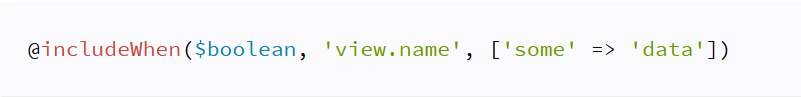 @includeWhen($boolean, 'view.name', ['some' => 'data'])